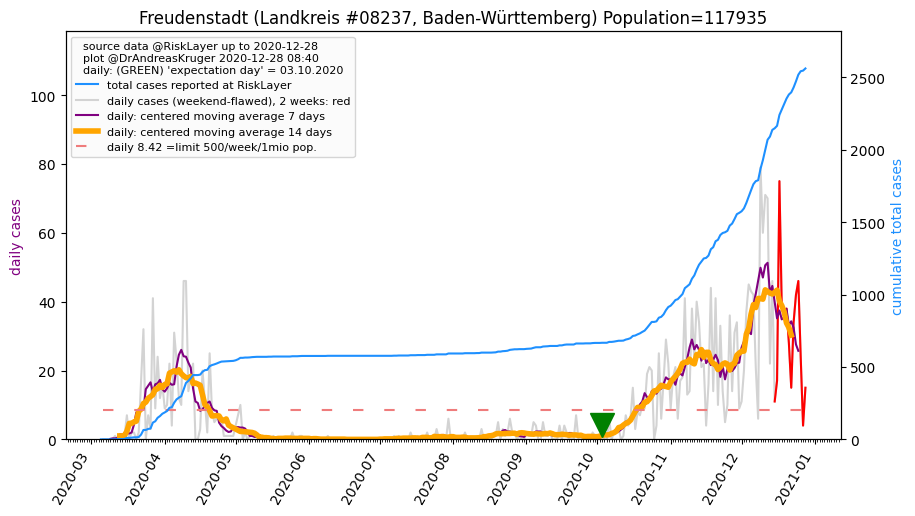 Freudenstadt (Landkreis #08237, Baden-Württemberg) Population=117935
source data @RiskLayer up to 2020-12-28
plot @DrAndreasKruger 2020-12-28 08:40
daily: (GREEN) 'expectation day' = 03.10.2020
total cases reported at RiskLayer
daily cases (weekend-flawed), 2 weeks: red
daily: centered moving average 7 days
daily: centered moving average 14 days
daily 8.42 =limit 500/week/1mio pop.
daily cases
100
80
60
40
20
0
2500
2000
1500
1000
500
0
cumulative total cases
2020-03
2020-04
2020-05
2020-06
2020-07
2020-08
2020-09
2020-10
2020-11
2020-12
2021-01